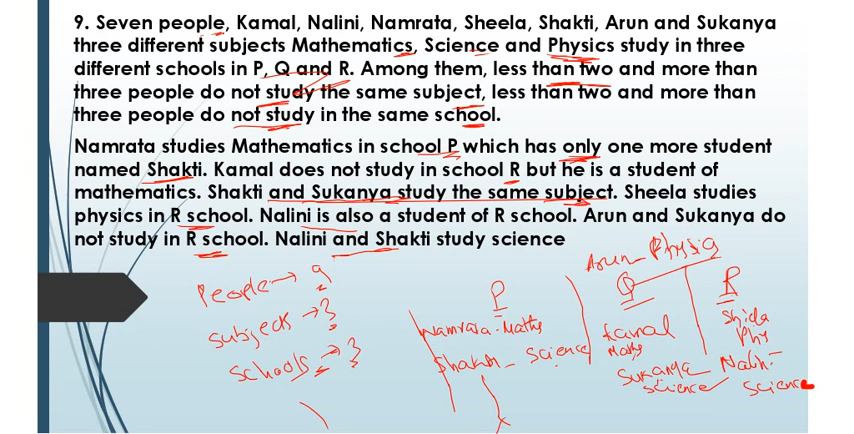 9. Seven people, Kamal, Nalini, Namrata, Sheela, Shakti, Arun and Sukanya
three different subjects Mathematics, Science and Physics study in three
different schools in P, Q and R. Among them, less than two and more than
three people do not study the same subject, less than two and more than
three people do not study in the same school.
Namrata studies Mathematics in school P which has only one more student
named Shakti. Kamal does not study in school R but he is a student of
mathematics. Shakti and Sukanya study the same subject. Sheela studies
physics in R school. Nalini is also a student of R school. Arun and Sukanya do
not study in R school. Nalini and Shakti study science
Arun - Physics
People → 9
Subjects → 3
Schools → 3
P
Namrata - Maths
Shakti - Science
Q
Kamal
Maths
Sukanya
Science
R
Phy
Science